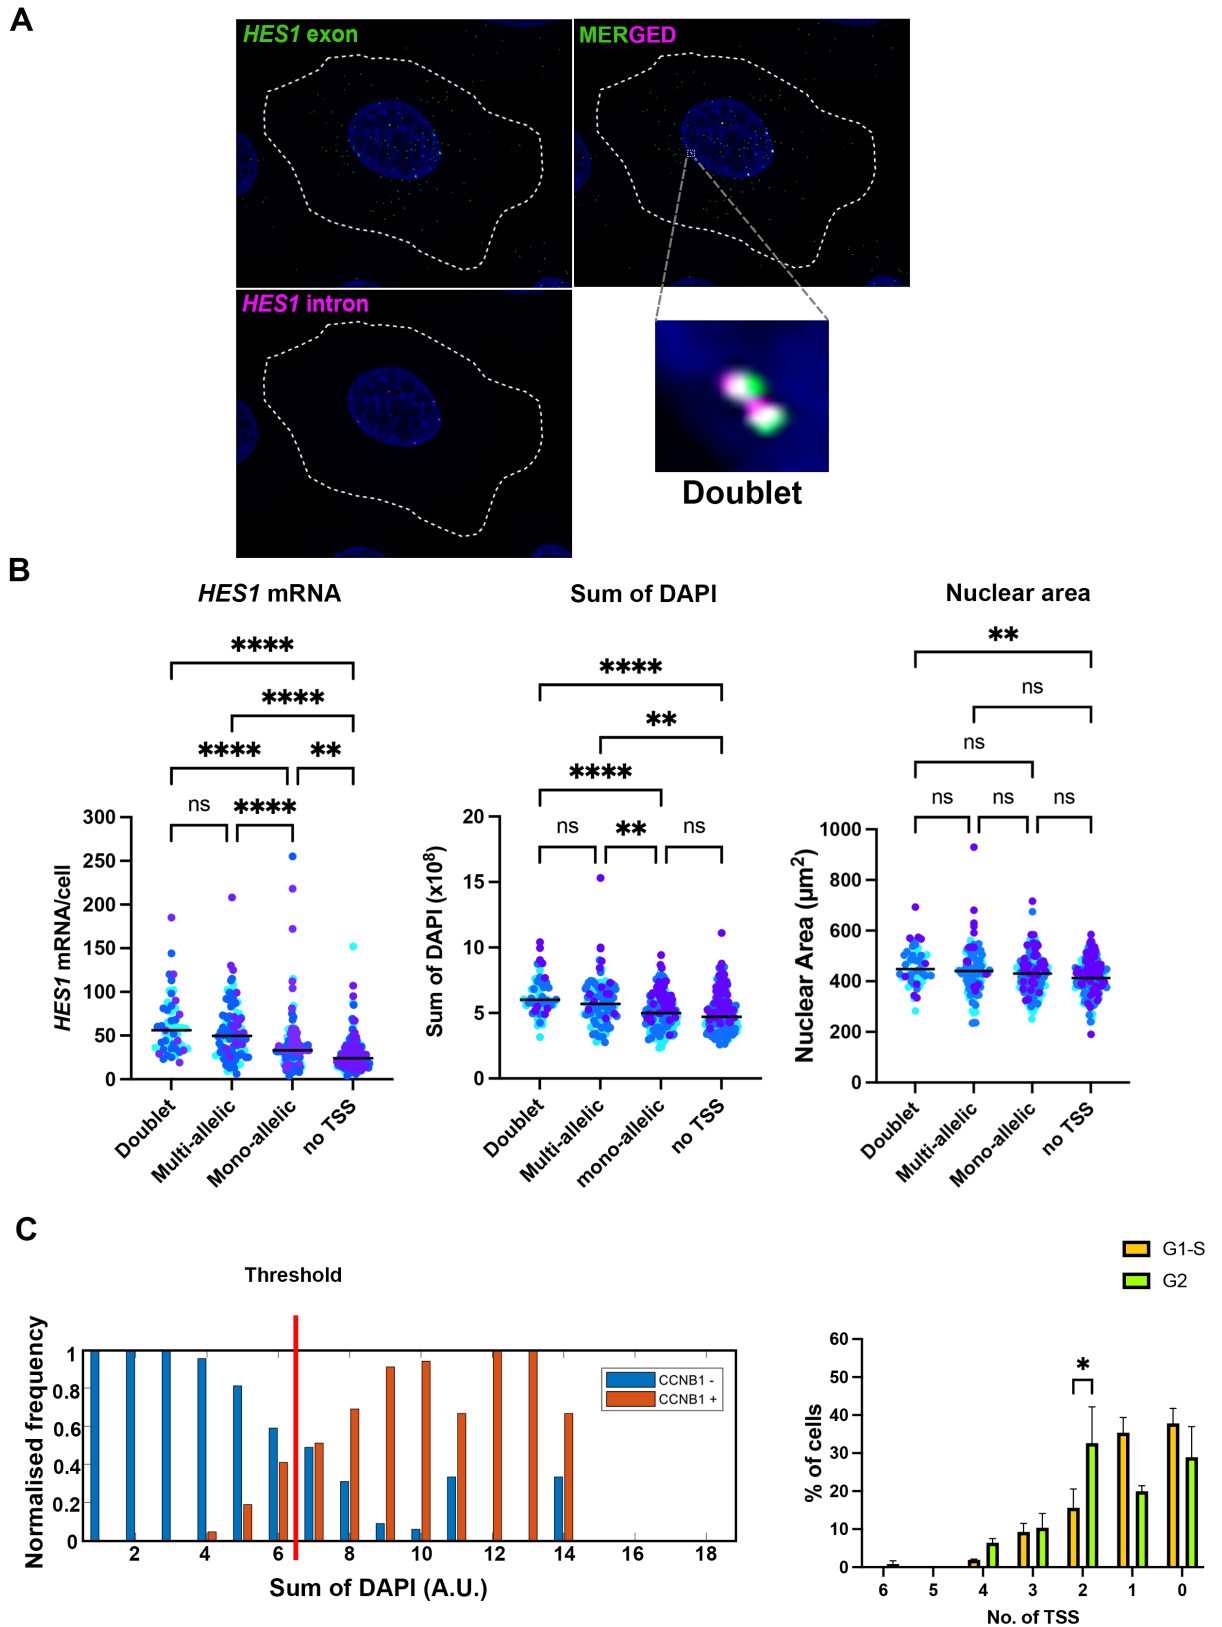 A
HES1 exon
MERGED
HES1 intron
Doublet
B
HES1 mRNA
Sum of DAPI
Nuclear area
****
****
**** **
ns ****
HES1 mRNA/cell
300
250
200
150
100
50
0
Doublet
Multi-allelic
Mono-allelic
no TSS
****
**
****
ns ** ns
Sum of DAPI (x10⁸)
20
15
10
5
0
Doublet
Multi-allelic
mono-allelic
no TSS
**
ns
ns
ns ns ns
Nuclear Area (µm²)
1000
800
600
400
200
0
Doublet
Multi-allelic
Mono-allelic
no TSS
C
Threshold
Normalised frequency
1
0.8
0.6
0.4
0.2
0
2 4 6 8 10 12 14 16 18
Sum of DAPI (A.U.)
CCNB1 -
CCNB1 +
G1-S
G2
*
% of cells
60
50
40
30
20
10
0
6 5 4 3 2 1 0
No. of TSS